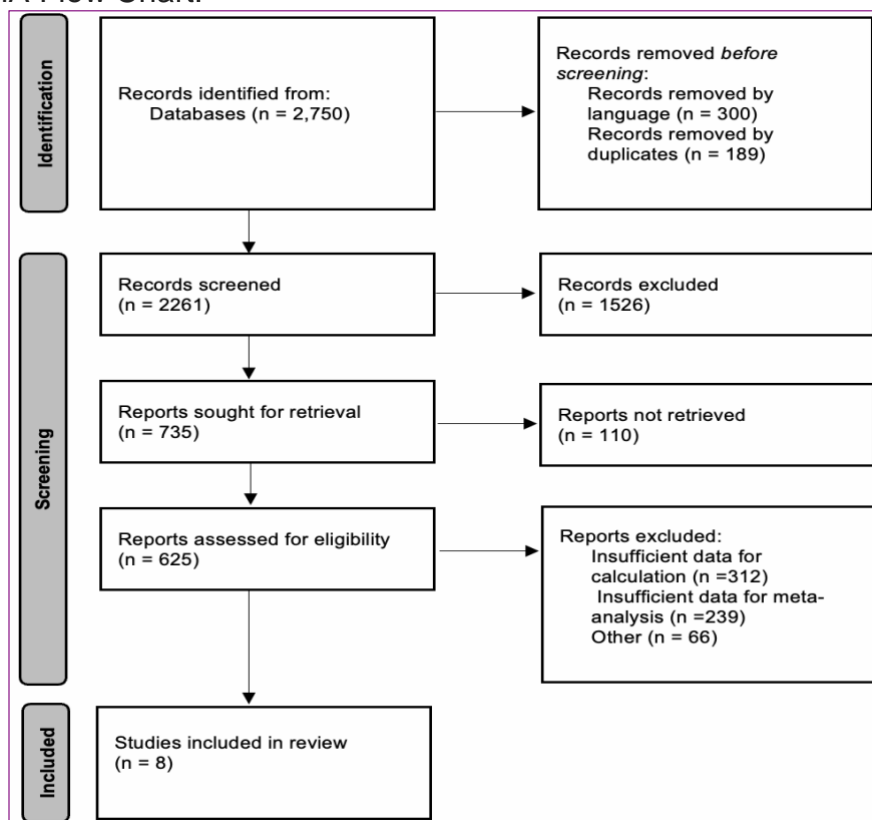 Flow Chart.
Identification
Records identified from:
Databases (n = 2,750)
Records removed before
screening:
Records removed by
language (n = 300)
Records removed by
duplicates (n = 189)
Screening
Records screened
(n = 2261)
Records excluded
(n = 1526)
Reports sought for retrieval
(n = 735)
Reports not retrieved
(n = 110)
Reports assessed for eligibility
(n = 625)
Reports excluded:
Insufficient data for
calculation (n =312)
Insufficient data for meta-
analysis (n =239)
Other (n = 66)
Included
Studies included in review
(n = 8)